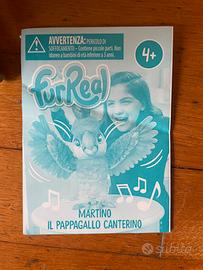 AVVERTENZA: PERICOLO DI
SOFFOCAMENTO – Contiene piccole parti. Non
idoneo a bambini di età inferiore a 3 anni.
4+
furReal
MARTINO
IL PAPPAGALLO CANTERINO
subito